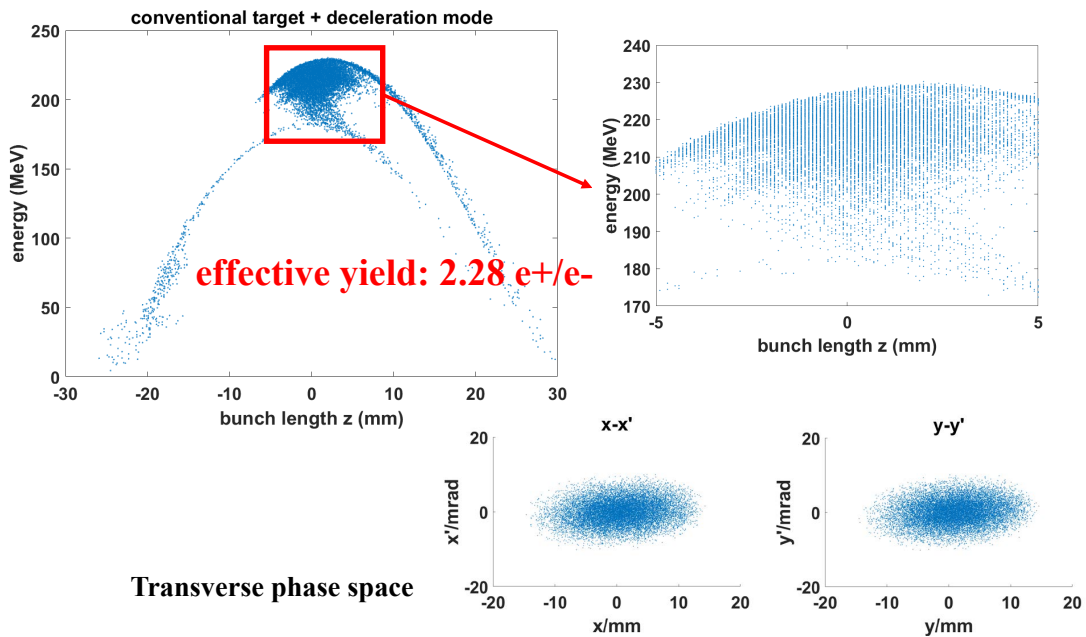 conventional target + deceleration mode
250
200
150
100
50
0
energy (MeV)
-30 -20 -10 0 10 20 30
bunch length z (mm)
effective yield: 2.28 e+/e-
240
230
220
210
200
190
180
170
energy (MeV)
-5 0 5
bunch length z (mm)
x-x'
20
0
-20
x'/mrad
-20 -10 0 10 20
x/mm
y-y'
20
0
-20
y'/mrad
-20 -10 0 10 20
y/mm
Transverse phase space